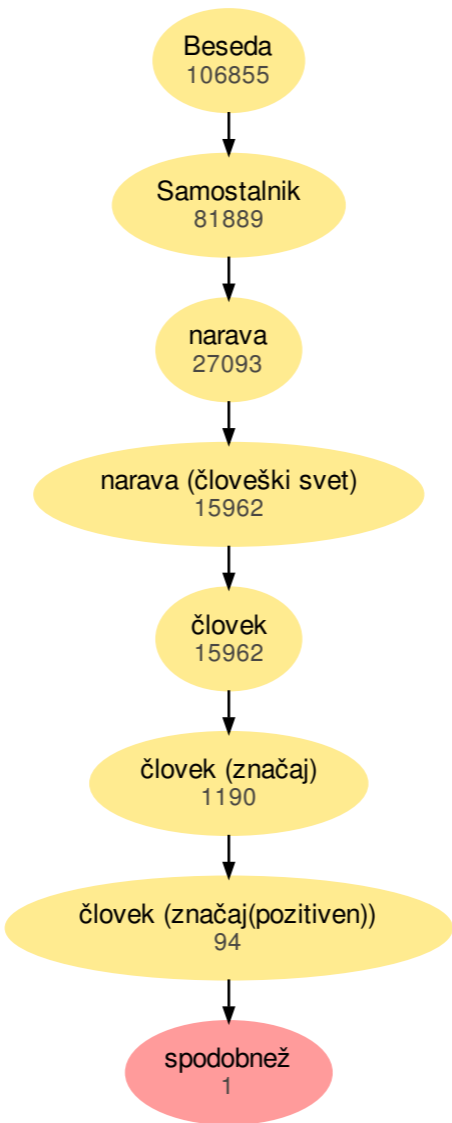 Beseda
106855
Samostalnik
81889
narava
27093
narava (človeški svet)
15962
človek
15962
človek (značaj)
1190
človek (značaj(pozitiven))
94
spodobnež
1